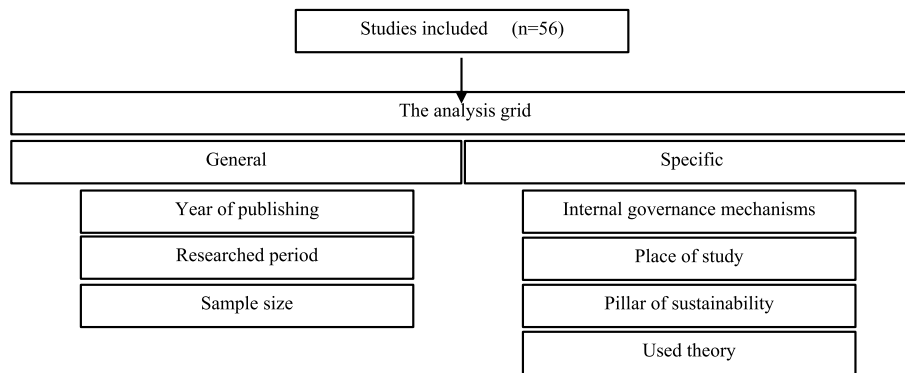 Studies included (n=56)
The analysis grid
General
Specific
Year of publishing
Internal governance mechanisms
Researched period
Place of study
Sample size
Pillar of sustainability
Used theory